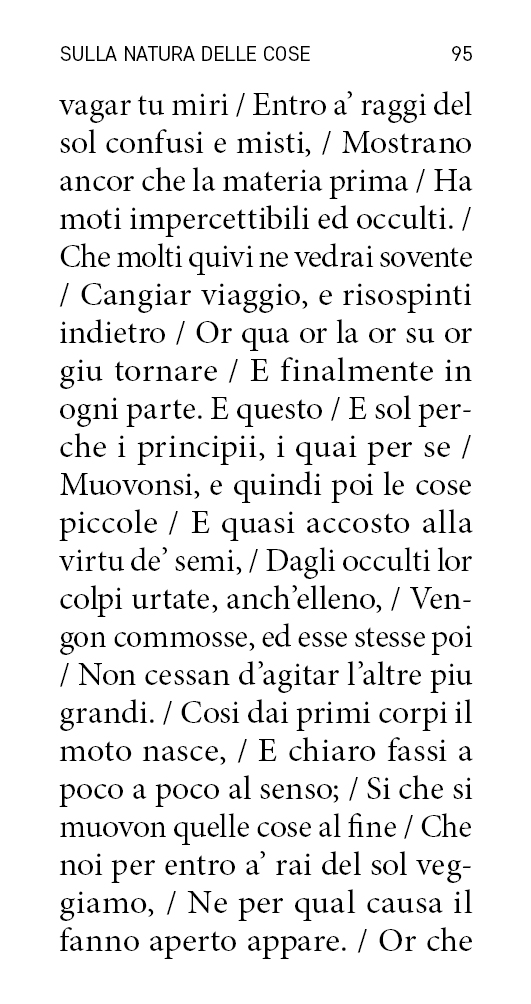 SULLA NATURA DELLE COSE 95
vagar tu miri / Entro a’ raggi del
sol confusi e misti, / Mostrano
ancor che la materia prima / Ha
moti impercettibili ed occulti. /
Che molti quivi ne vedrai sovente
/ Cangiar viaggio, e risospinti
indietro / Or qua or la or su or
giu tornare / E finalmente in
ogni parte. E questo / E sol per-
che i principii, i quai per se /
Muovonsi, e quindi poi le cose
piccole / E quasi accosto alla
virtu de’ semi, / Dagli occulti lor
colpi urtate, anch’elleno, / Ven-
gon commosse, ed esse stesse poi
/ Non cessan d’agitar l’altre piu
grandi. / Cosi dai primi corpi il
moto nasce, / E chiaro fassi a
poco a poco al senso; / Si che si
muovon quelle cose al fine / Che
noi per entro a’ rai del sol veg-
giamo, / Ne per qual causa il
fanno aperto appare. / Or che